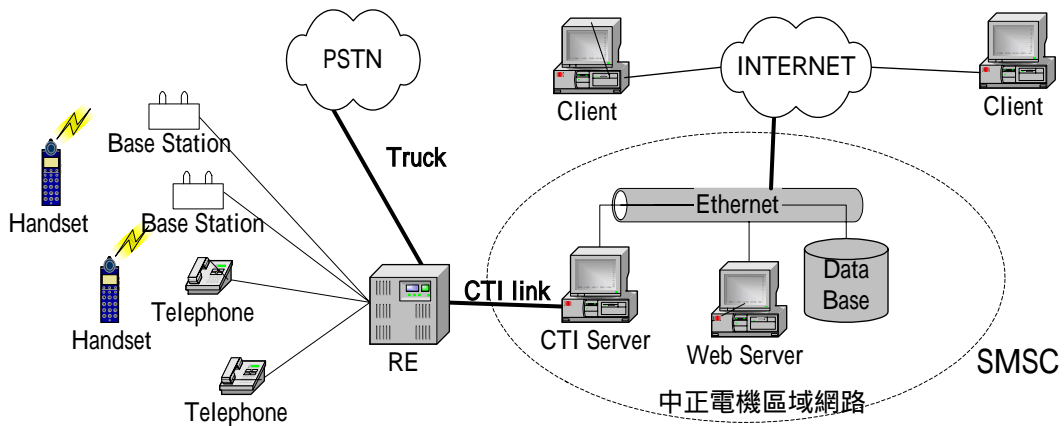 PSTN
INTERNET
Client
Client
Base Station
Truck
Handset
Base Station
Ethernet
Handset
Telephone
CTI link
Data
Base
RE
CTI Server
Web Server
SMSC
Telephone
中正電機區域網路